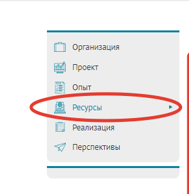 Организация
Проект
Опыт
Ресурсы
Реализация
Перспективы